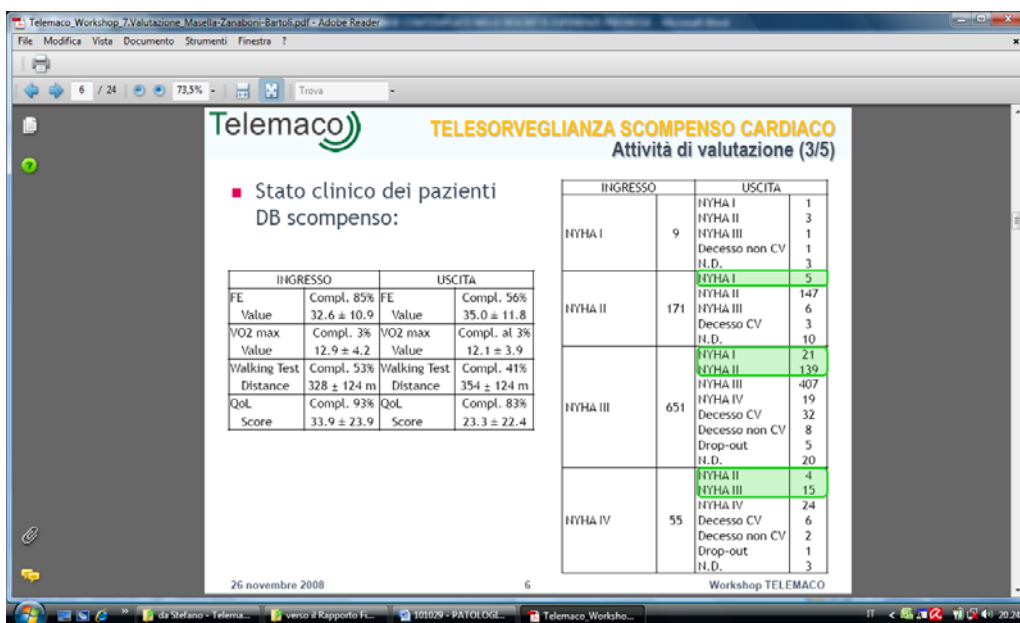 Telemaco_Workshop_7.Valutazione_Masella-Zanaboni-Bartoli.pdf - Adobe Reader
File Modifica Vista Documento Strumenti Finestra ?
6 / 24 73,5% Trova
Telemaco
TELESORVEGLIANZA SCOMPENSO CARDIACO
Attività di valutazione (3/5)
Stato clinico dei pazienti
DB scompenso:
INGRESSO USCITA
FE Compl. 85% FE Compl. 56%
Value 32.6 ± 10.9 Value 35.0 ± 11.8
VO2 max Compl. 3% VO2 max Compl. al 3%
Value 12.9 ± 4.2 Value 12.1 ± 3.9
Walking Test Compl. 53% Walking Test Compl. 41%
Distance 328 ± 124 m Distance 354 ± 124 m
QoL Compl. 93% QoL Compl. 83%
Score 33.9 ± 23.9 Score 23.3 ± 22.4
INGRESSO USCITA
NYHA I 9
NYHA I 1
NYHA II 3
NYHA III 1
Decesso non CV 1
N.D. 3
NYHA II 171
NYHA I 5
NYHA II 147
NYHA III 6
Decesso CV 3
N.D. 10
NYHA III 651
NYHA I 21
NYHA II 139
NYHA III 407
NYHA IV 19
Decesso CV 32
Decesso non CV 8
Drop-out 5
N.D. 20
NYHA IV 55
NYHA II 4
NYHA III 15
NYHA IV 24
Decesso CV 6
Decesso non CV 2
Drop-out 1
N.D. 3
26 novembre 2008 6 Workshop TELEMACO
da Stefano - Telema... verso il Rapporto Fi... 101029 - PATOLOGI... Telemaco_Worksho... IT 20.24